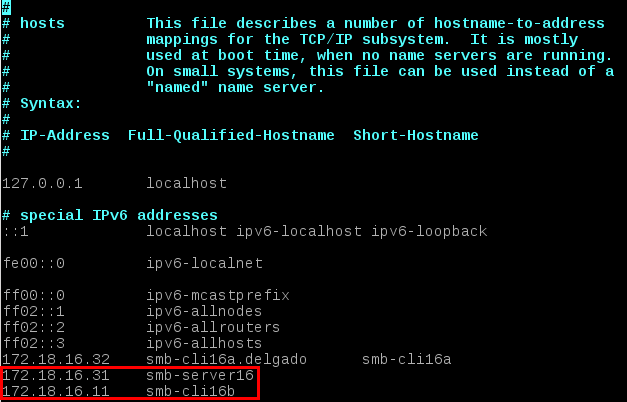 #
# hosts         This file describes a number of hostname-to-address
#               mappings for the TCP/IP subsystem.  It is mostly
#               used at boot time, when no name servers are running.
#               On small systems, this file can be used instead of a
#               "named" name server.
# Syntax:
#
# IP-Address  Full-Qualified-Hostname  Short-Hostname
#
127.0.0.1       localhost
# special IPv6 addresses
::1             localhost ipv6-localhost ipv6-loopback
fe00::0         ipv6-localnet
ff00::0         ipv6-mcastprefix
ff02::1         ipv6-allnodes
ff02::2         ipv6-allrouters
ff02::3         ipv6-allhosts
172.18.16.32    smb-cli16a.delgado      smb-cli16a
172.18.16.31    smb-server16
172.18.16.11    smb-cli16b